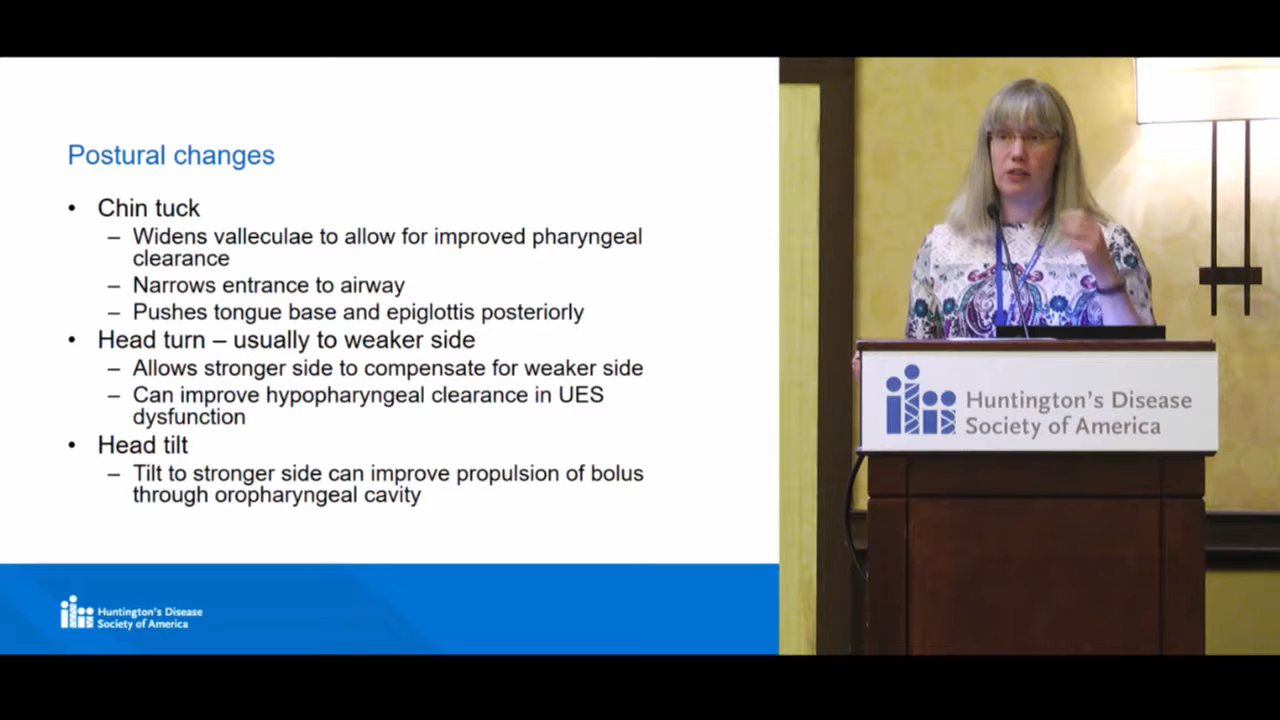 Postural changes
• Chin tuck
– Widens valleculae to allow for improved pharyngeal
clearance
– Narrows entrance to airway
– Pushes tongue base and epiglottis posteriorly
• Head turn – usually to weaker side
– Allows stronger side to compensate for weaker side
– Can improve hypopharyngeal clearance in UES
dysfunction
• Head tilt
– Tilt to stronger side can improve propulsion of bolus
through oropharyngeal cavity
Huntington's Disease
Society of America
Huntington's Disease
Society of America